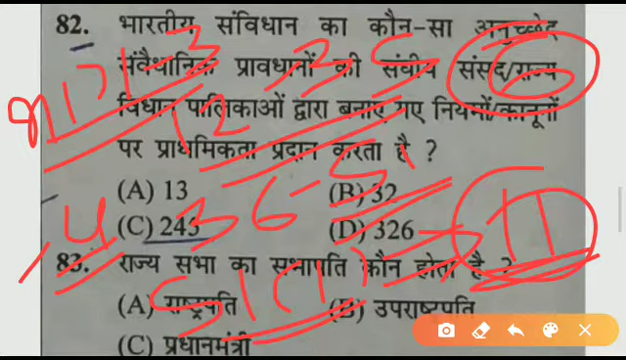 82. भारतीय संविधान का कौन-सा अनुच्छेद
संवैधानिक प्रावधानों की संघीय संसद/राज्य
विधान पालिकाओं द्वारा बनाए गए नियमों/कानूनों
पर प्राथमिकता प्रदान करता है ?
(A) 13 (B) 32
(C) 245 (D) 326
83. राज्य सभा का सभापति कौन होता है ?
(A) राष्ट्रपति (B) उपराष्ट्रपति
(C) प्रधानमंत्री